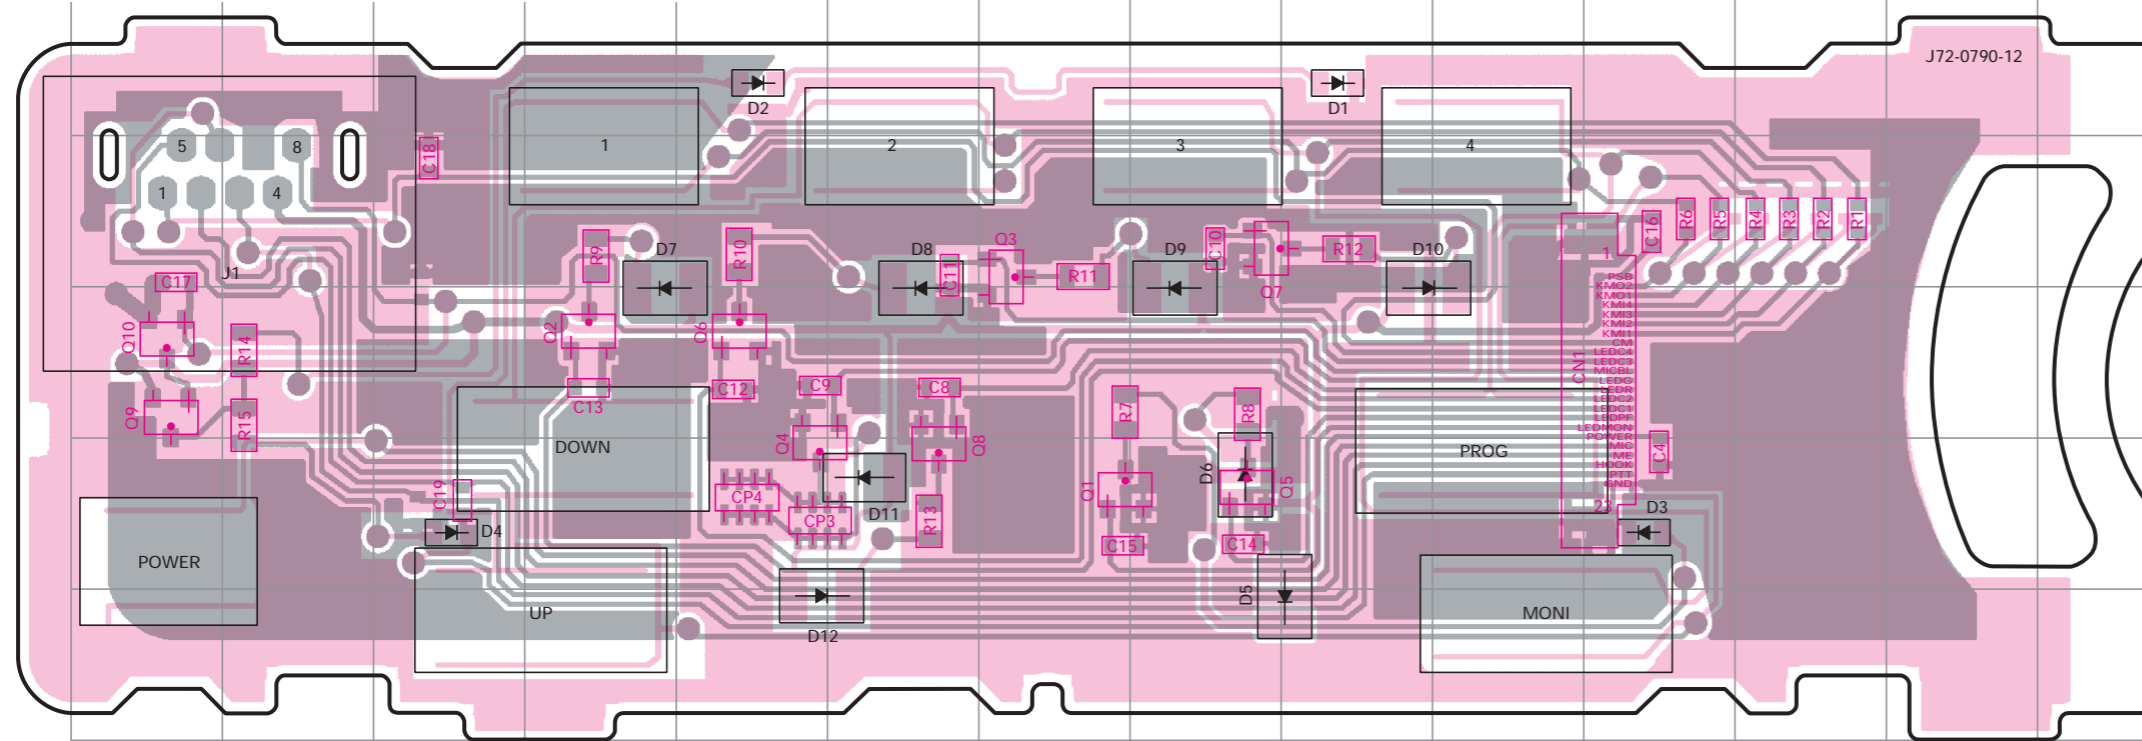 J72-0790-12
D2
D1
5
8
1
4
J1
C18
1
2
3
4
C17
Q10
R14
Q9
R15
R9
D7
R10
Q2
Q6
C13
C12
D8
C11
Q3
R11
D9
C10
Q7
R12
D10
C16
R6
R5
R4
R3
R2
R1
1
PSB
KMO2
KMO1
KMI4
KMI3
KMI2
KMI1
CM
LEDC4
LEDC3
MICBL
LEDG
LEDR
LEDC2
LEDC1
LEDPF
LEDMON
POWER
MIC
ME
HOOK
PTT
GND
23
CN1
C9
C8
Q4
Q8
R7
R8
DOWN
PROG
C4
D6
Q5
Q1
CP4
CP3
D11
R13
C19
D4
D3
C15
C14
POWER
UP
D12
D5
MONI